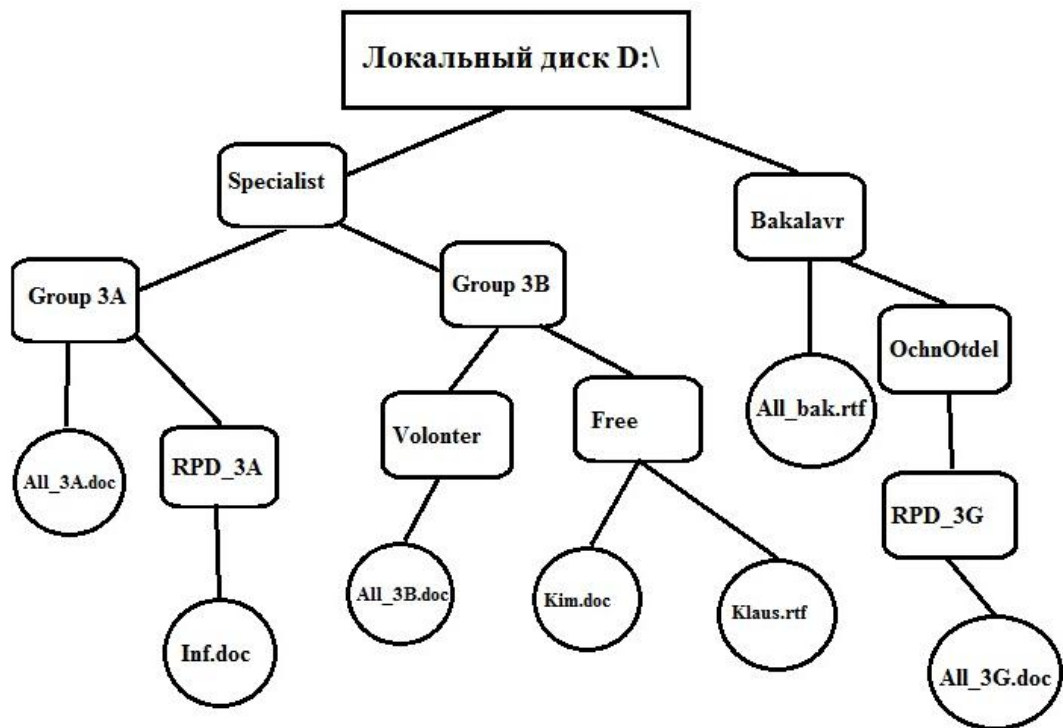 Локальный диск D:\
Specialist
Bakalavr
Group 3A
Group 3B
OchnOtdel
All_bak.rtf
Volonter
Free
All_3A.doc
RPD_3A
RPD_3G
All_3B.doc
Kim.doc
Klaus.rtf
Inf.doc
All_3G.doc